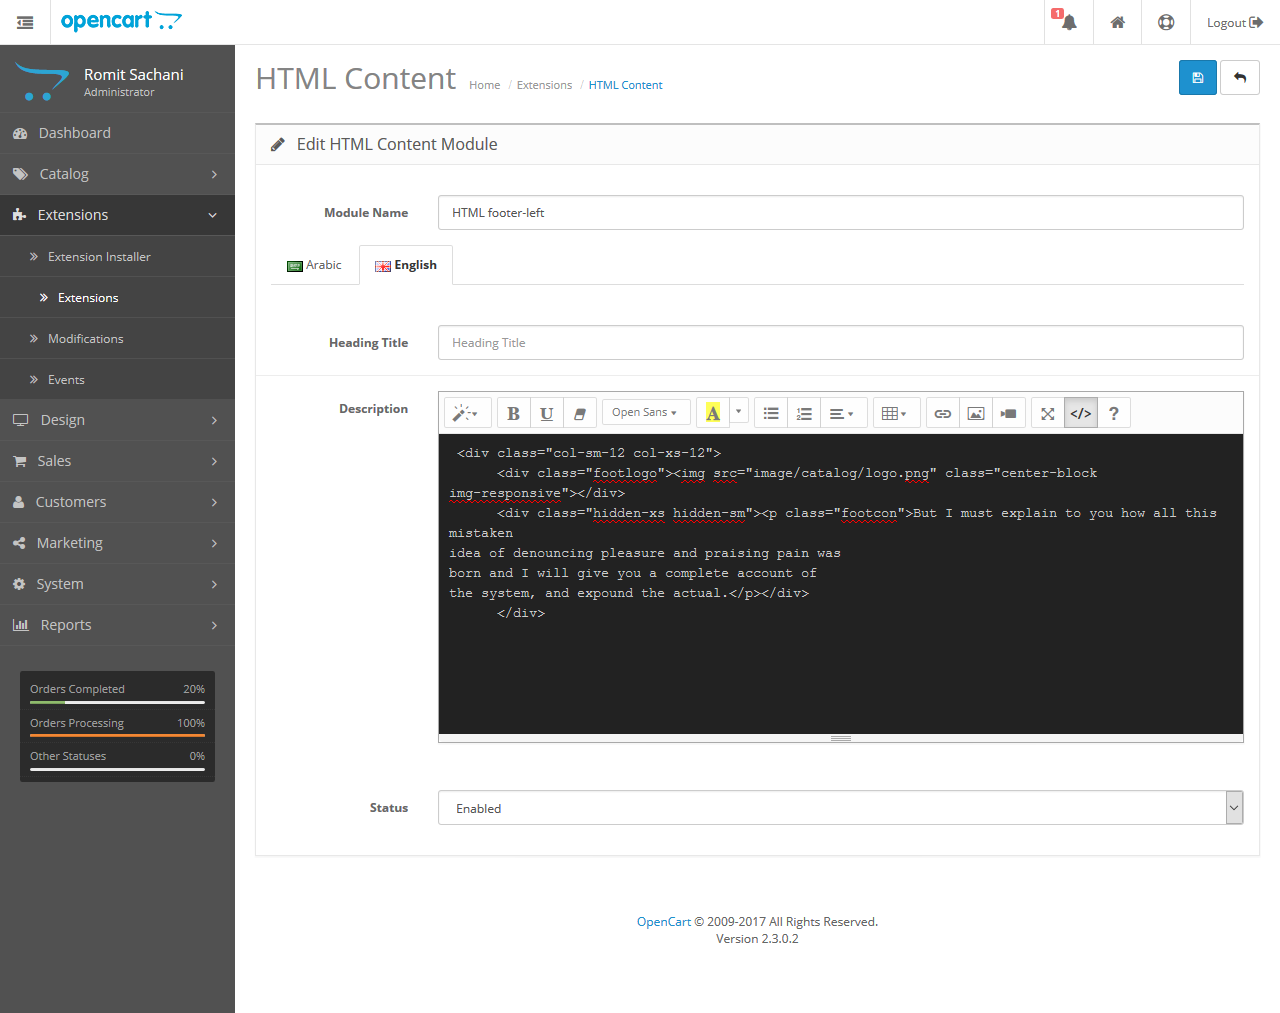 opencart
1
Logout
Romit Sachani
Administrator
Dashboard
Catalog
Extensions
Extension Installer
Extensions
Modifications
Events
Design
Sales
Customers
Marketing
System
Reports
Orders Completed 20%
Orders Processing 100%
Other Statuses 0%
HTML Content Home / Extensions / HTML Content
Edit HTML Content Module
Module Name HTML footer-left
Arabic English
Heading Title Heading Title
Description
B U Open Sans A </> ?
<div class="col-sm-12 col-xs-12">
<div class="footlogo"><img src="image/catalog/logo.png" class="center-block
img-responsive"></div>
<div class="hidden-xs hidden-sm"><p class="footcon">But I must explain to you how all this
mistaken
idea of denouncing pleasure and praising pain was
born and I will give you a complete account of
the system, and expound the actual.</p></div>
</div>
Status Enabled
OpenCart © 2009-2017 All Rights Reserved.
Version 2.3.0.2